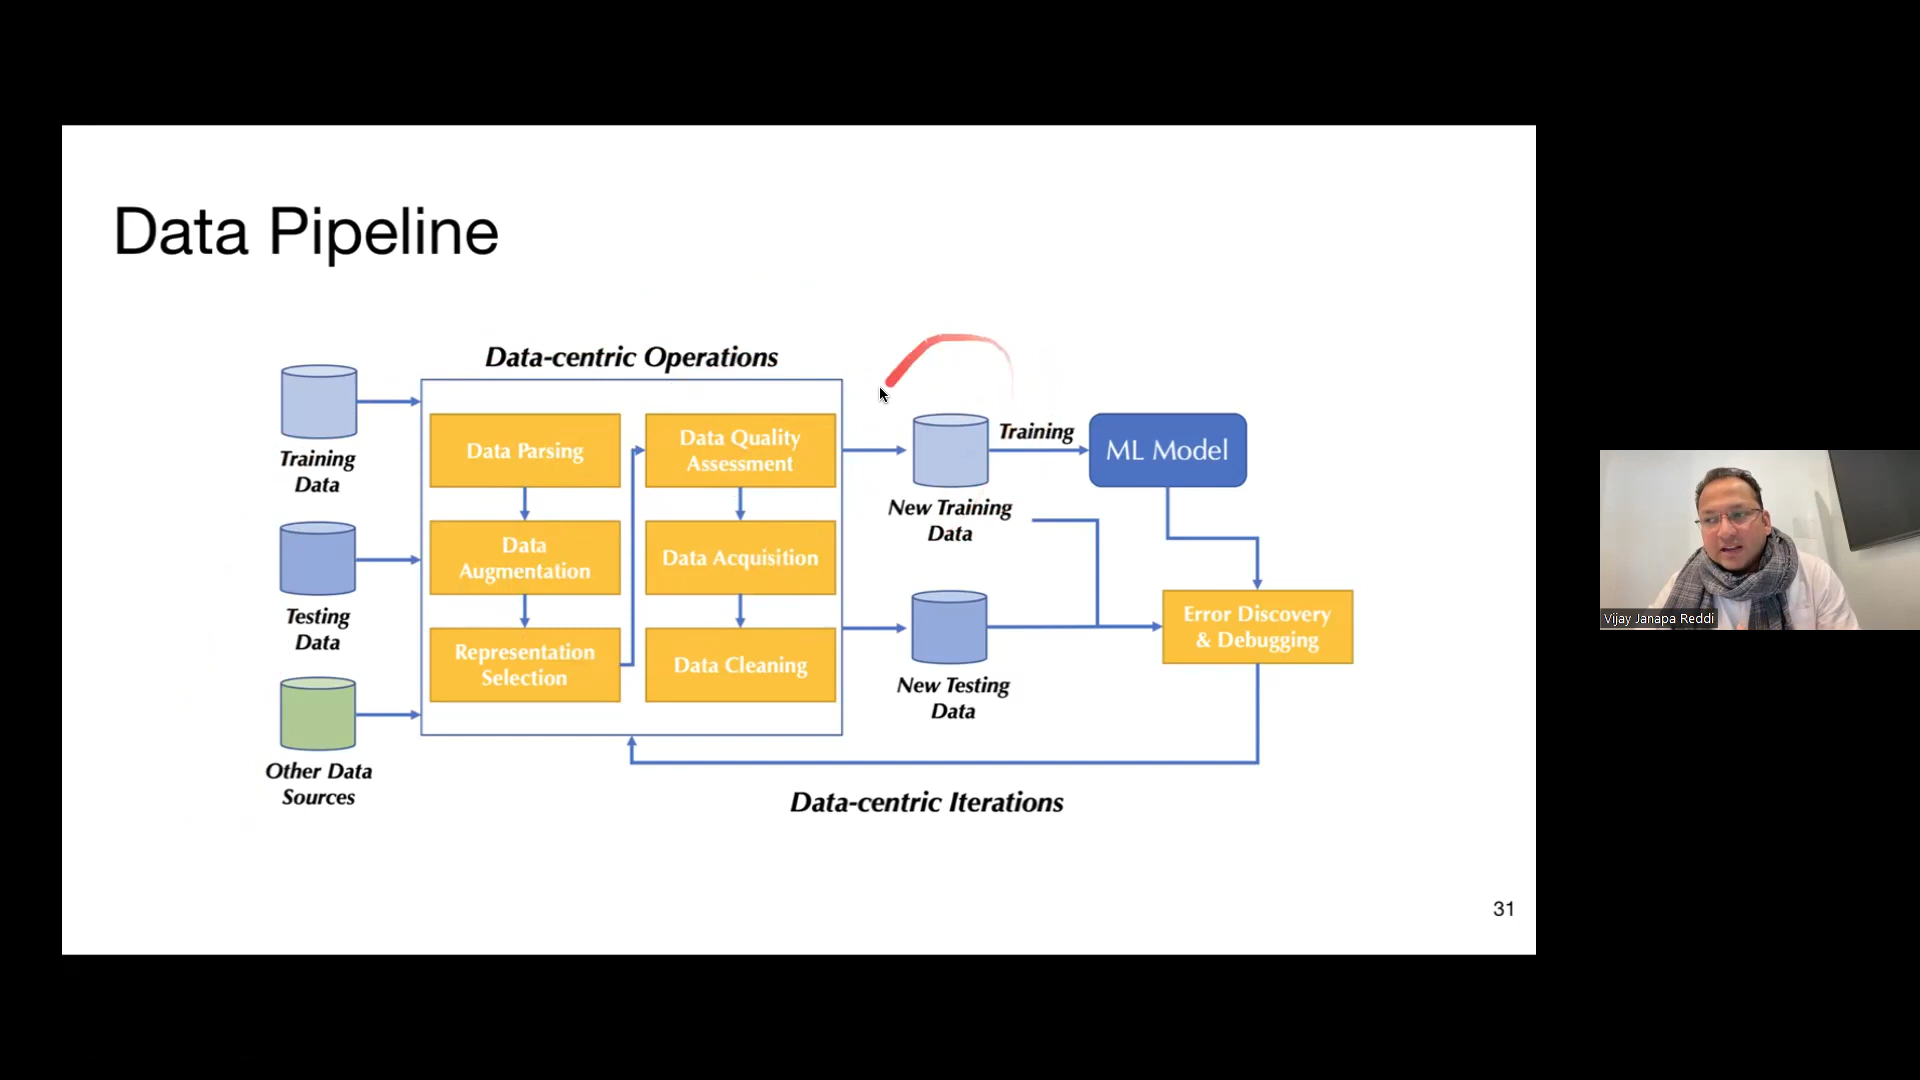 Data Pipeline
Data-centric Operations
Training
Data
Testing
Data
Other Data
Sources
Data Parsing
Data
Augmentation
Representation
Selection
Data Quality
Assessment
Data Acquisition
Data Cleaning
New Training
Data
Training
ML Model
New Testing
Data
Error Discovery
& Debugging
Data-centric Iterations
31
Vijay Janapa Reddi